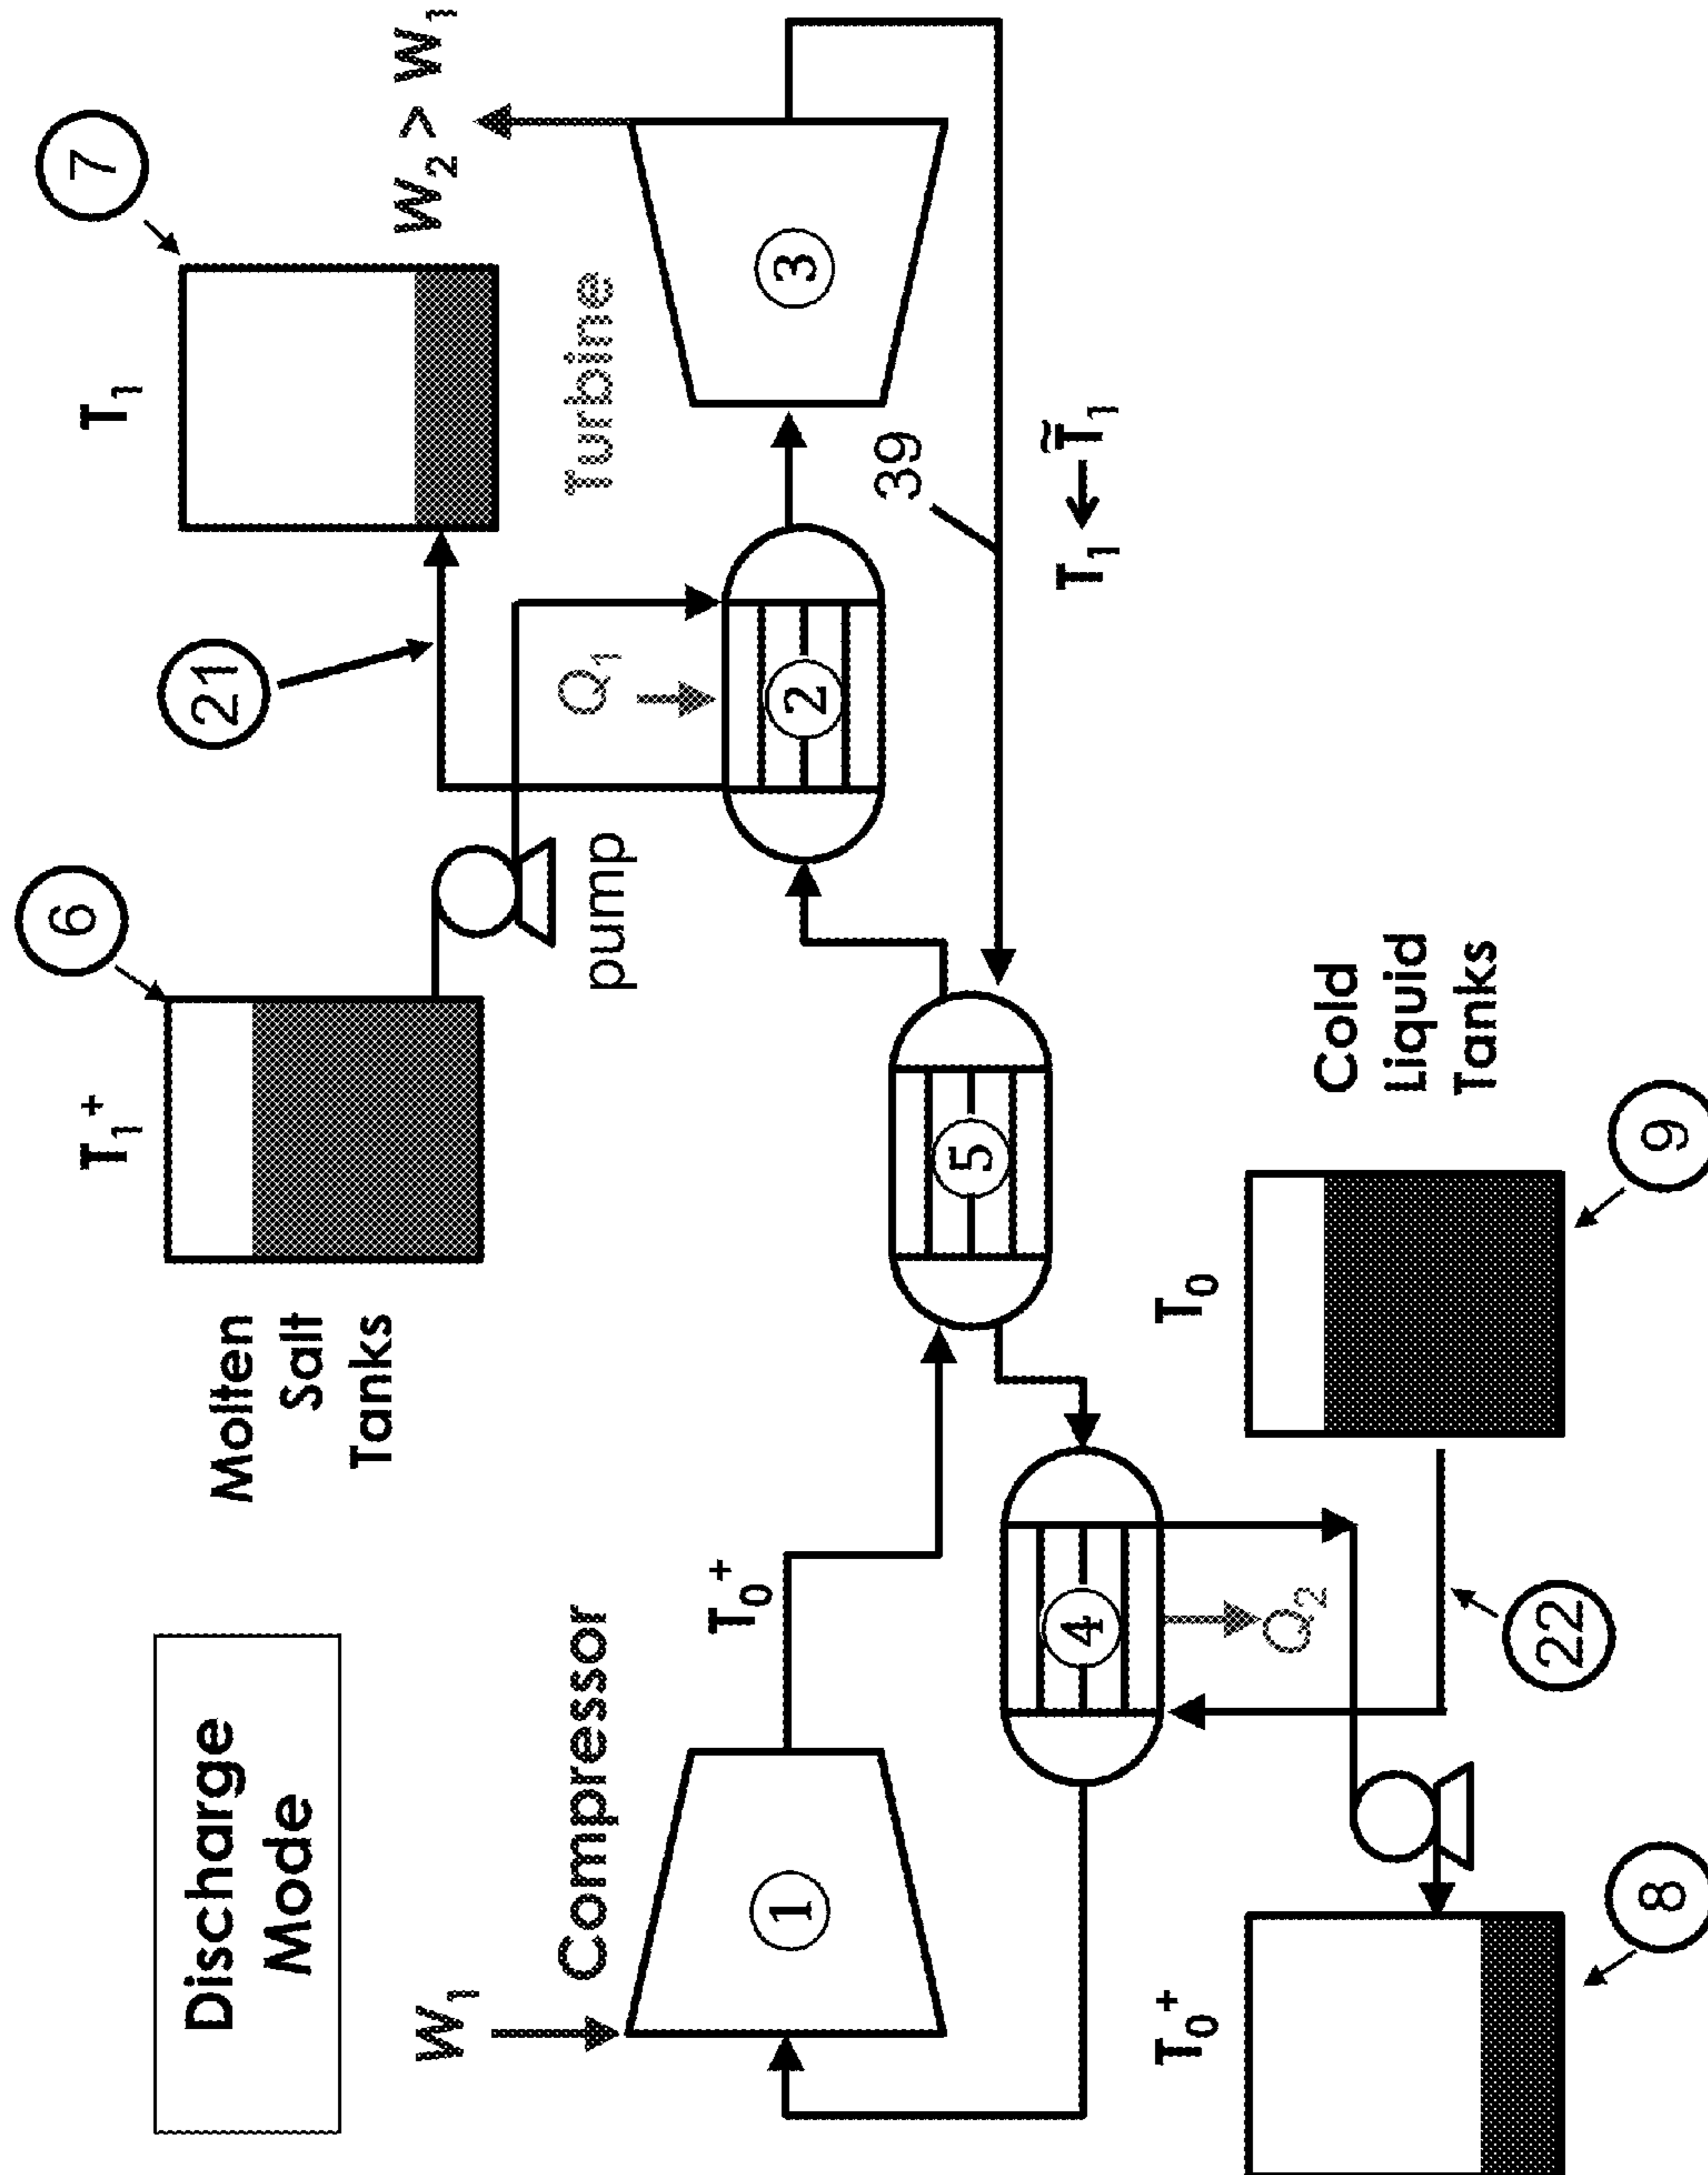 Discharge
Mode
Molten
Salt
Tanks
T₁⁺
6
T₁
7
21
W₁
W₂ > W₁
Compressor
pump
Q₁
Turbine
T₀⁺
1
2
3
39
5
T₁ ← T̃₁
4
T₀⁺
Q₂
T₀
Cold
Liquid
Tanks
8
22
9